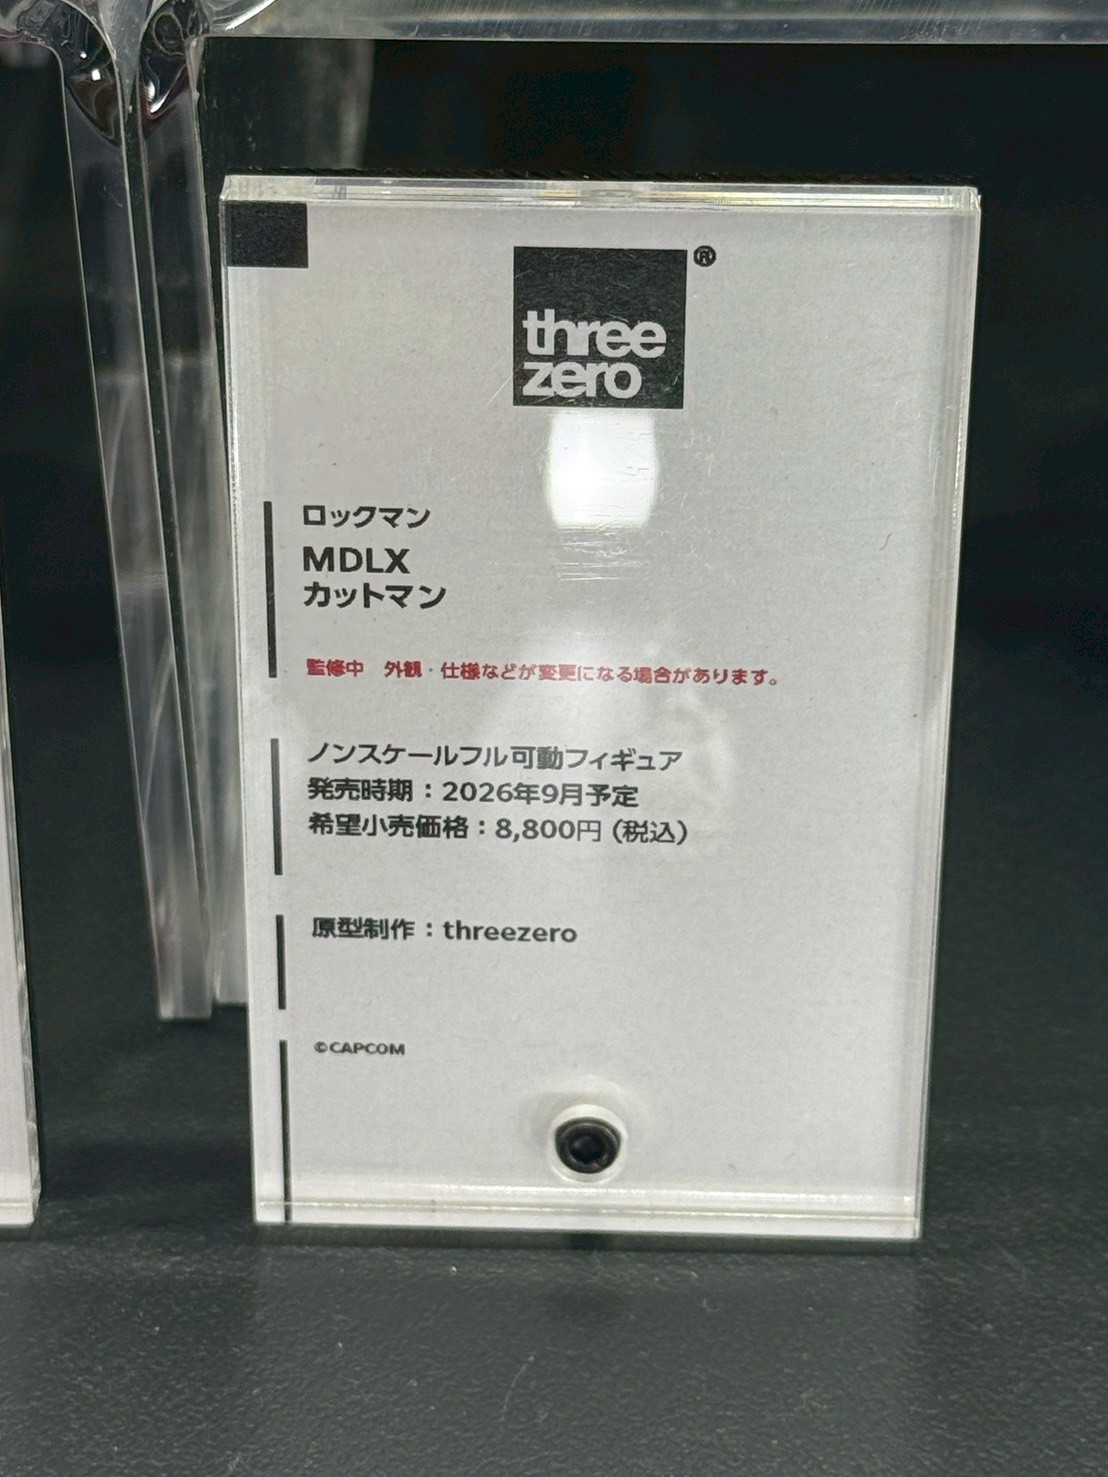 three
zero
®
ロックマン
MDLX
カットマン
監修中　外観・仕様などが変更になる場合があります。
ノンスケールフル可動フィギュア
発売時期：2026年9月予定
希望小売価格：8,800円（税込）
原型制作：threezero
©CAPCOM